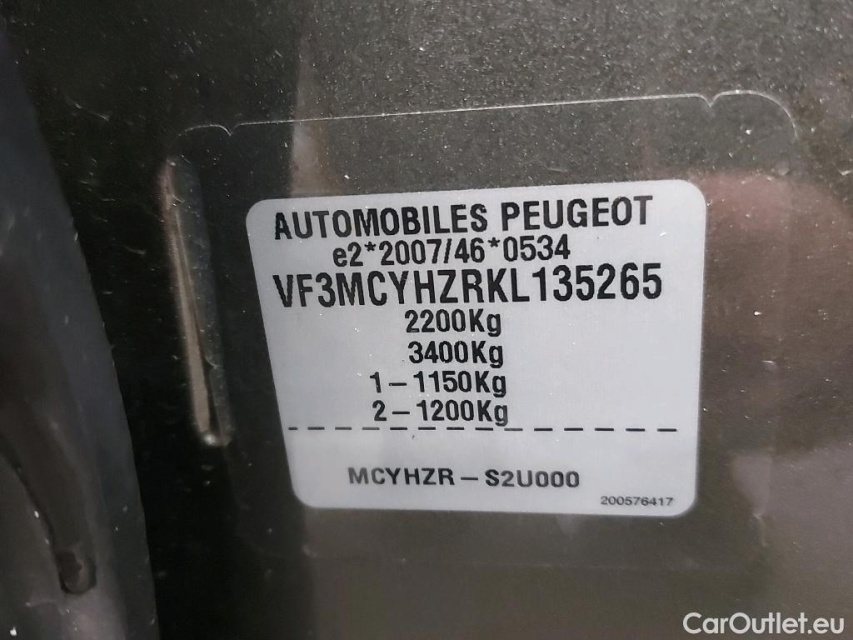 AUTOMOBILES PEUGEOT
e2*2007/46*0534
VF3MCYHZRKL135265
2200Kg
3400Kg
1-1150Kg
2-1200Kg
MCYHZR-S2U000
200576417
CarOutlet.eu